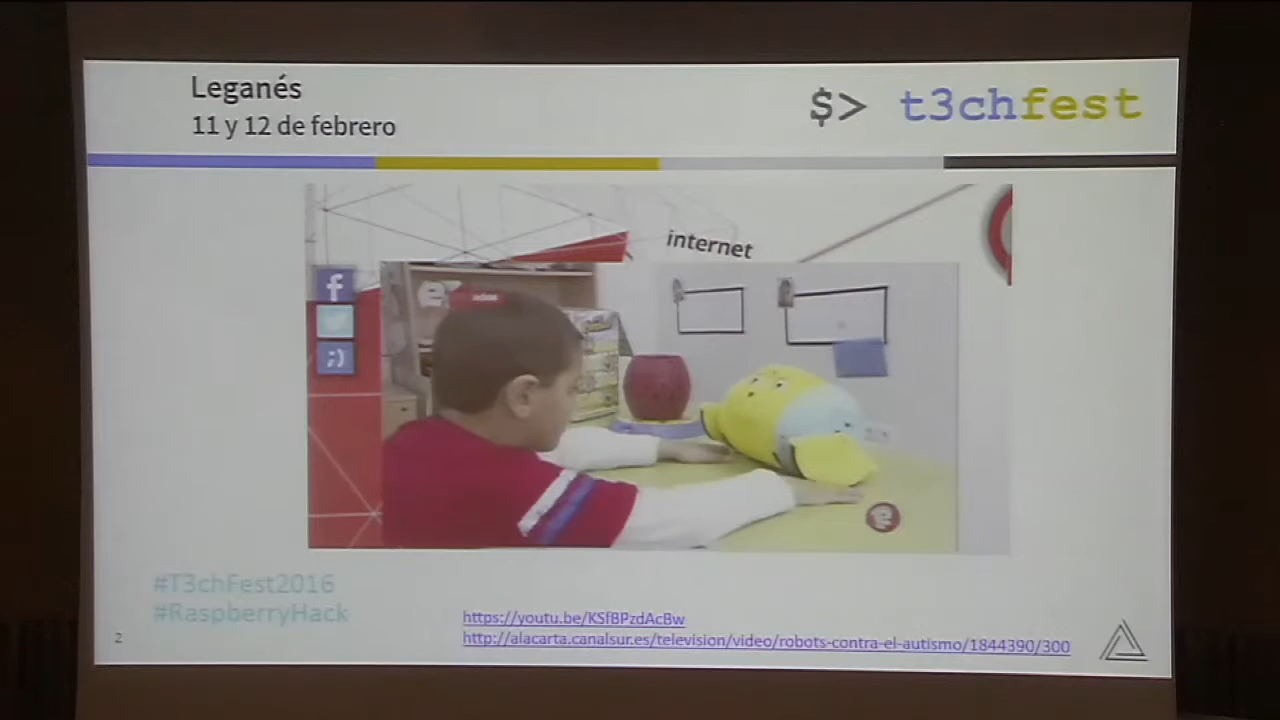 Leganés
11 y 12 de febrero
$> t3chfest
internet
f
;)
#T3chFest2016
#RaspberryHack
https://youtu.be/KSfBPzdAcBw
http://alacarta.canalsur.es/television/video/robots-contra-el-autismo/1844390/300
2